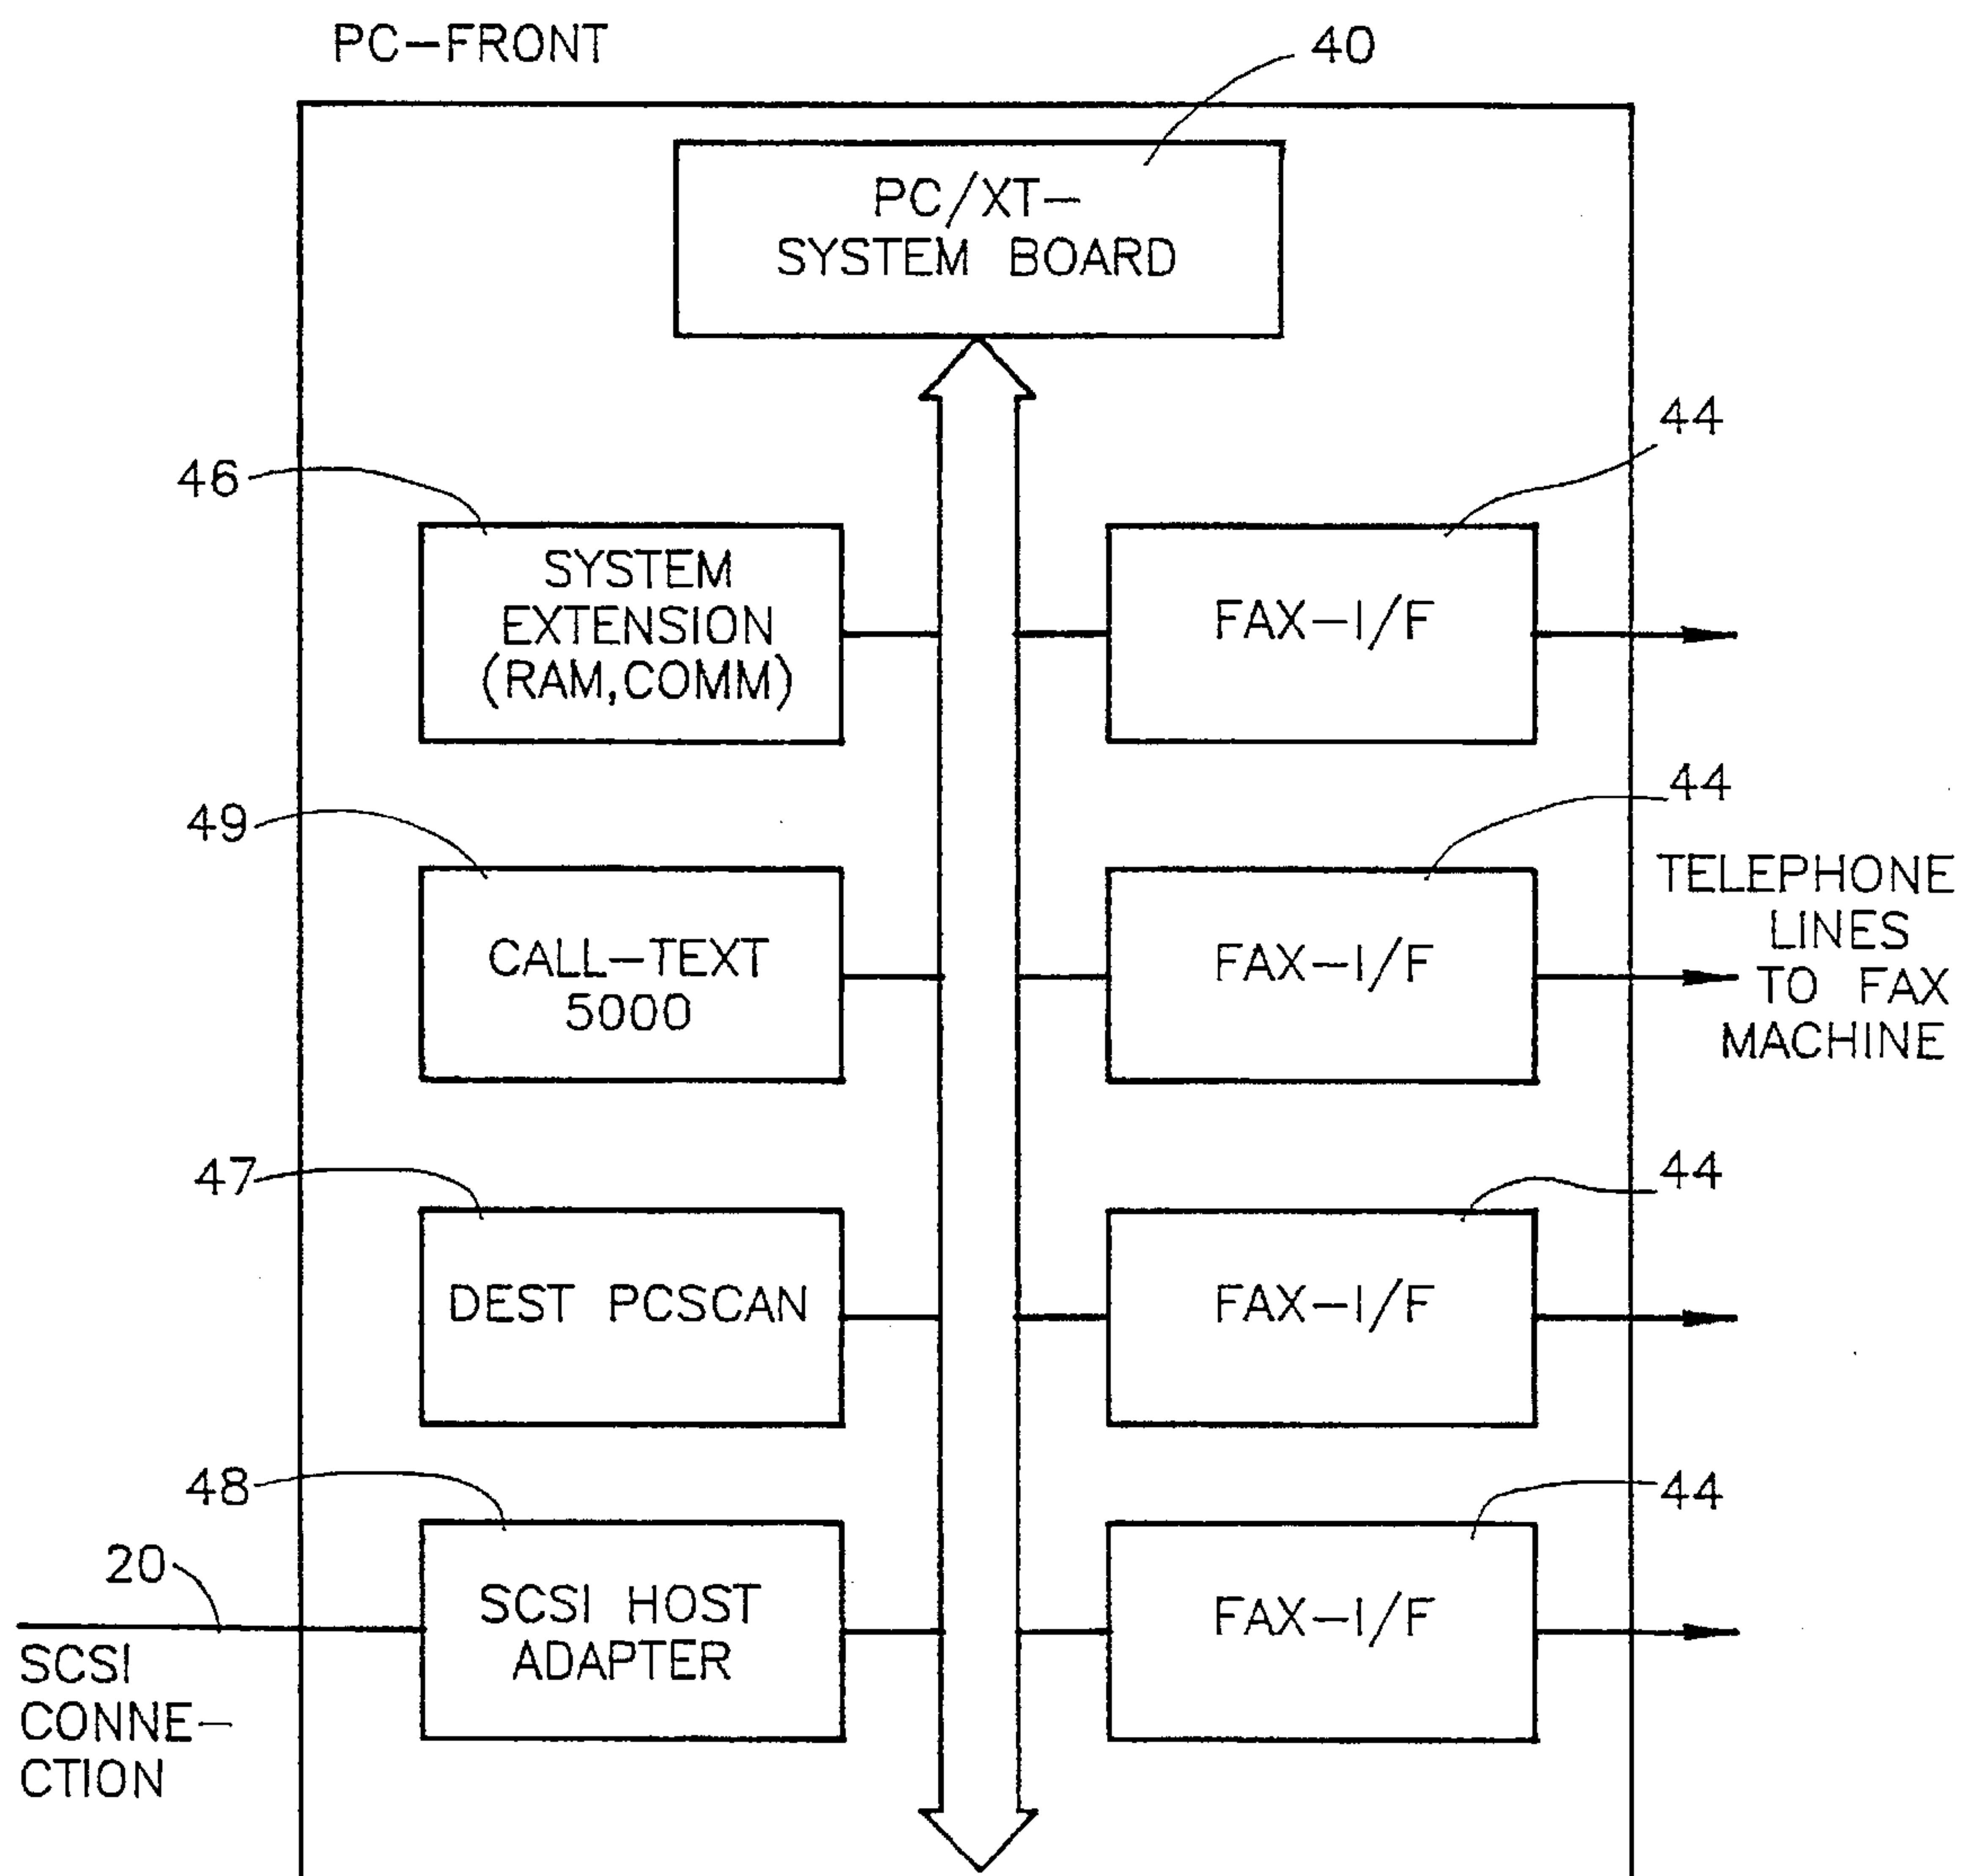 PC-FRONT
40
PC/XT-
SYSTEM BOARD
46
SYSTEM
EXTENSION
(RAM,COMM)
44
FAX-I/F
49
CALL-TEXT
5000
44
FAX-I/F
TELEPHONE
LINES
TO FAX
MACHINE
47
DEST PCSCAN
44
FAX-I/F
48
SCSI HOST
ADAPTER
44
FAX-I/F
20
SCSI
CONNE-
CTION